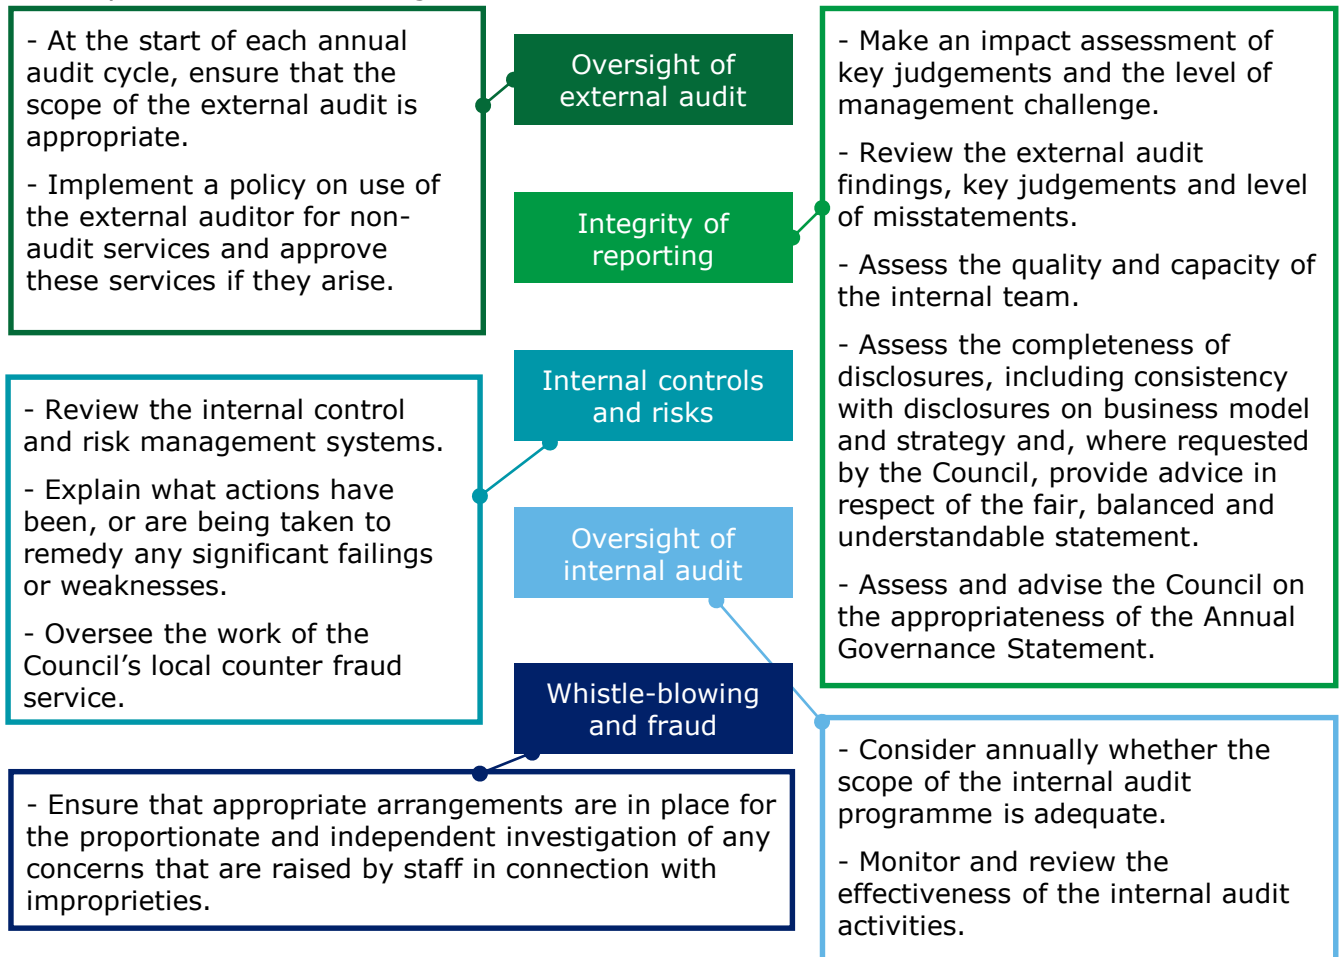 - At the start of each annual
audit cycle, ensure that the
scope of the external audit is
appropriate.
- Implement a policy on use of
the external auditor for non-
audit services and approve
these services if they arise.
Oversight of
external audit
Integrity of
reporting
- Make an impact assessment of
key judgements and the level of
management challenge.
- Review the external audit
findings, key judgements and level
of misstatements.
- Assess the quality and capacity of
the internal team.
- Assess the completeness of
disclosures, including consistency
with disclosures on business model
and strategy and, where requested
by the Council, provide advice in
respect of the fair, balanced and
understandable statement.
- Assess and advise the Council on
the appropriateness of the Annual
Governance Statement.
Internal controls
and risks
- Review the internal control
and risk management systems.
- Explain what actions have
been, or are being taken to
remedy any significant failings
or weaknesses.
- Oversee the work of the
Council’s local counter fraud
service.
Oversight of
internal audit
- Consider annually whether the
scope of the internal audit
programme is adequate.
- Monitor and review the
effectiveness of the internal audit
activities.
Whistle-blowing
and fraud
- Ensure that appropriate arrangements are in place for
the proportionate and independent investigation of any
concerns that are raised by staff in connection with
improprieties.